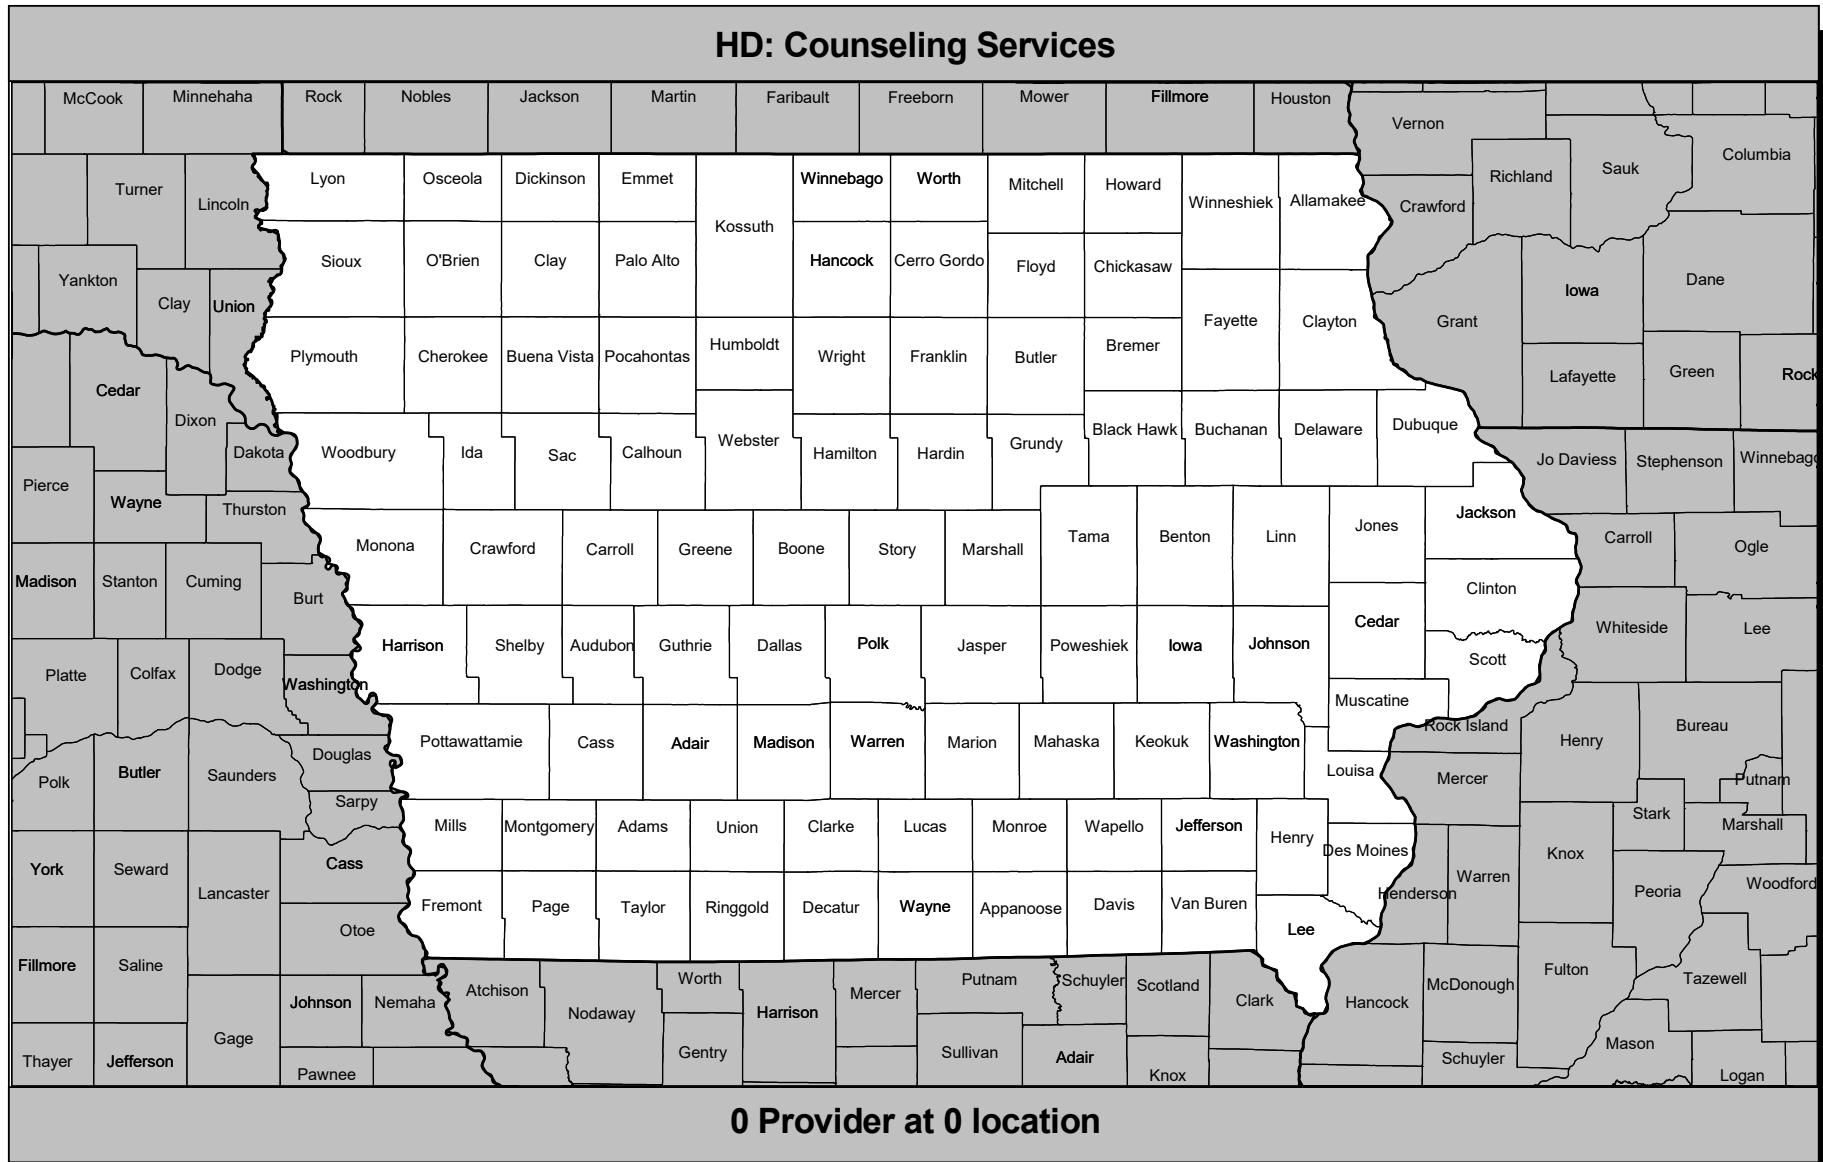 HD: Counseling Services
McCook Minnehaha Rock Nobles Jackson Martin Faribault Freeborn Mower Fillmore Houston
Vernon
Columbia
Richland Sauk
Turner Lincoln
Lyon Osceola Dickinson Emmet Winnebago Worth Mitchell Howard
Kossuth Winneshiek Allamakee Crawford
Yankton Clay Union
Sioux O'Brien Clay Palo Alto Hancock Cerro Gordo Floyd Chickasaw
Iowa Dane
Fayette Clayton Grant
Plymouth Cherokee Buena Vista Pocahontas Humboldt Wright Franklin Butler Bremer
Lafayette Green Rock
Cedar Dixon Dakota
Woodbury Ida Sac Calhoun Webster Hamilton Hardin Grundy Black Hawk Buchanan Delaware Dubuque
Jo Daviess Stephenson Winnebago
Pierce Wayne Thurston
Monona Crawford Carroll Greene Boone Story Marshall Tama Benton Linn Jones Jackson
Carroll Ogle
Madison Stanton Cuming Burt
Clinton
Harrison Shelby Audubon Guthrie Dallas Polk Jasper Poweshiek Iowa Johnson Cedar Scott
Whiteside Lee
Platte Colfax Dodge Washington
Muscatine Rock Island Henry Bureau
Pottawattamie Cass Adair Madison Warren Marion Mahaska Keokuk Washington
Louisa Mercer Putnam
Polk Butler Saunders Douglas Sarpy
Stark Marshall
Mills Montgomery Adams Union Clarke Lucas Monroe Wapello Jefferson Henry Des Moines
Knox
York Seward Cass Lancaster
Henderson Warren Peoria Woodford
Fremont Page Taylor Ringgold Decatur Wayne Appanoose Davis Van Buren Lee
Otoe
Fillmore Saline
Johnson Nemaha Atchison Nodaway Worth Harrison Mercer Putnam Schuyler Scotland Clark Hancock McDonough Fulton Tazewell
Gage
Gentry Sullivan Adair Schuyler Mason
Thayer Jefferson Pawnee Knox Logan
0 Provider at 0 location